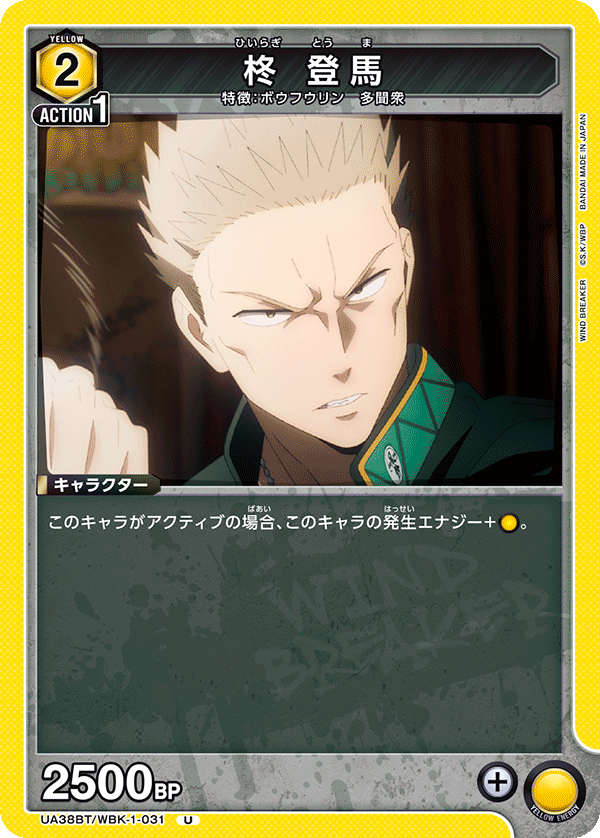 YELLOW
2
ACTION 1
ひいらぎ とうま
柊 登馬
特徴：ボウフウリン 多聞衆
WIND BREAKER ©S.K/WBP BANDAI MADE IN JAPAN
キャラクター
ばあい はっせい
このキャラがアクティブの場合、このキャラの発生エナジー+。
WIND
BREAKER
2500BP
+
YELLOW ENERGY
UA38BT/WBK-1-031 U